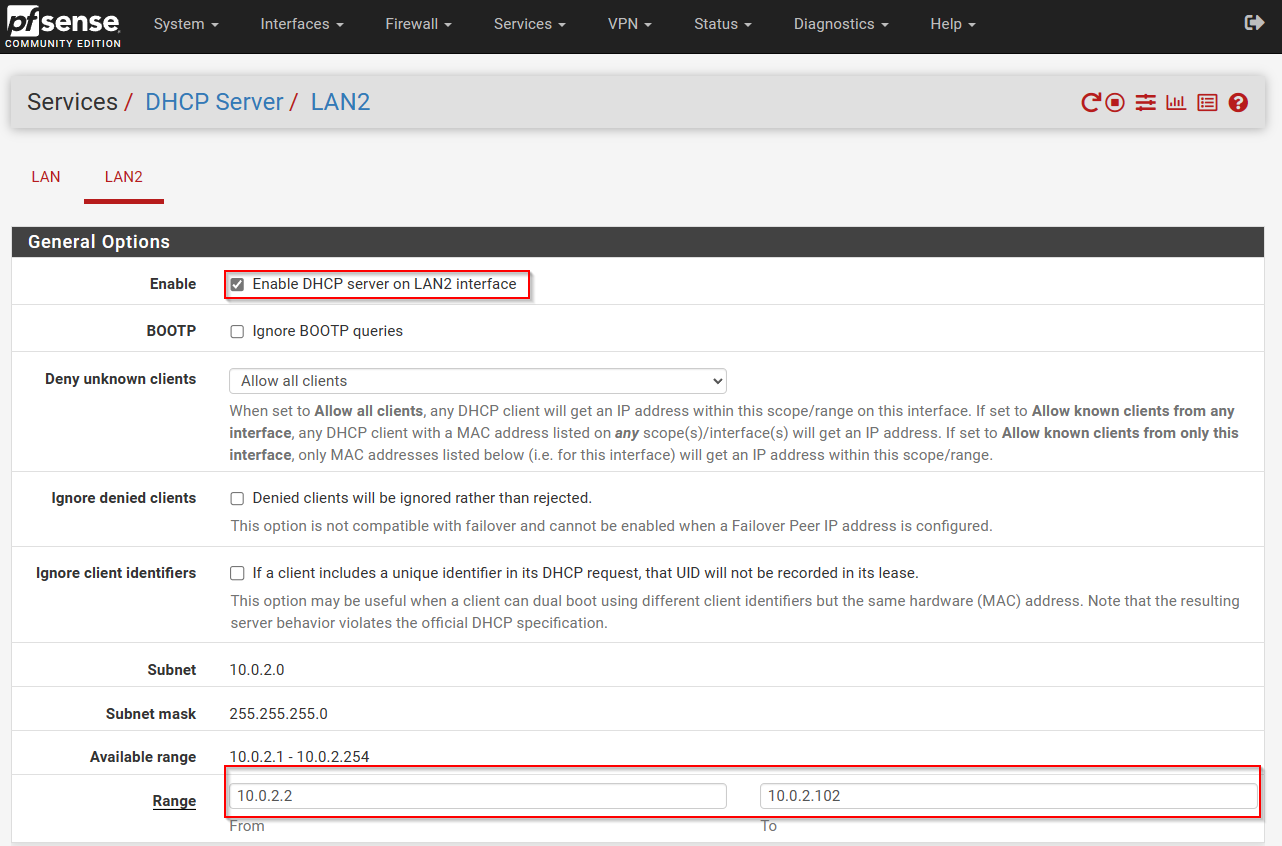 pfsense
COMMUNITY EDITION
System
Interfaces
Firewall
Services
VPN
Status
Diagnostics
Help
Services / DHCP Server / LAN2
LAN
LAN2
General Options
Enable
Enable DHCP server on LAN2 interface
BOOTP
Ignore BOOTP queries
Deny unknown clients
Allow all clients
When set to Allow all clients, any DHCP client will get an IP address within this scope/range on this interface. If set to Allow known clients from any
interface, any DHCP client with a MAC address listed on any scope(s)/interface(s) will get an IP address. If set to Allow known clients from only this
interface, only MAC addresses listed below (i.e. for this interface) will get an IP address within this scope/range.
Ignore denied clients
Denied clients will be ignored rather than rejected.
This option is not compatible with failover and cannot be enabled when a Failover Peer IP address is configured.
Ignore client identifiers
If a client includes a unique identifier in its DHCP request, that UID will not be recorded in its lease.
This option may be useful when a client can dual boot using different client identifiers but the same hardware (MAC) address. Note that the resulting
server behavior violates the official DHCP specification.
Subnet
10.0.2.0
Subnet mask
255.255.255.0
Available range
10.0.2.1 - 10.0.2.254
Range
10.0.2.2
10.0.2.102
From
To